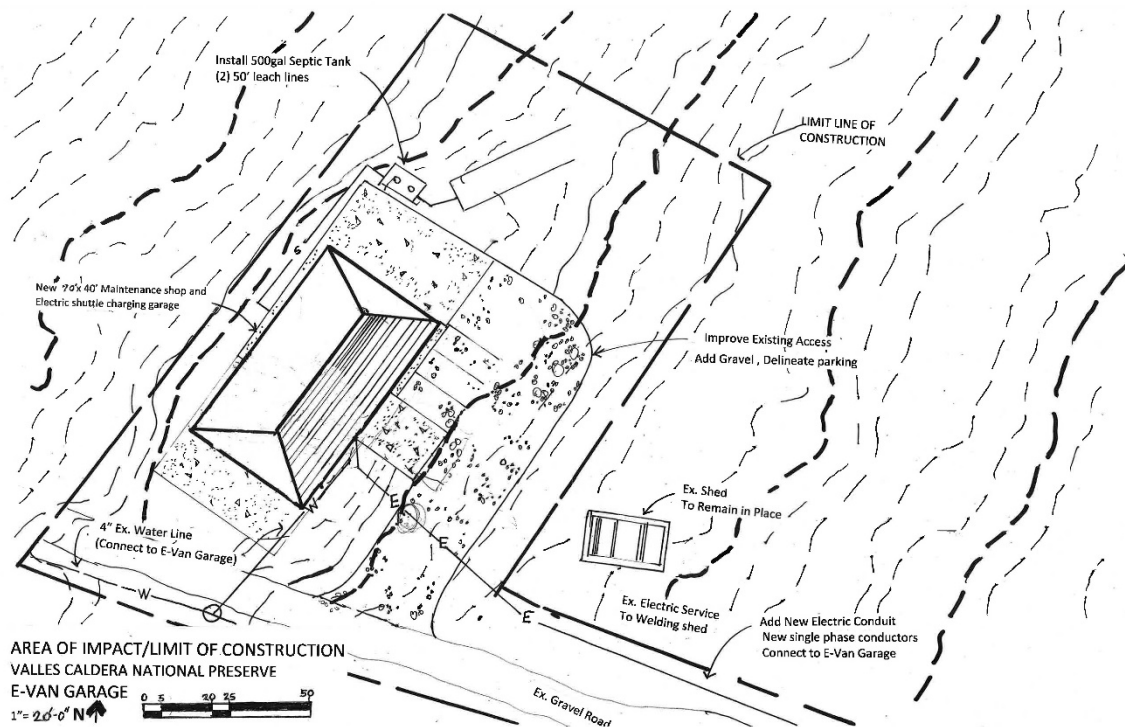 Install 500gal Septic Tank
(2) 50' leach lines
LIMIT LINE OF
CONSTRUCTION
New 70'x 40' Maintenance shop and
Electric shuttle charging garage
Improve Existing Access
Add Gravel , Delineate parking
Ex. Shed
To Remain in Place
4" Ex. Water Line
(Connect to E-Van Garage)
W
E
E
E
W
Ex. Electric Service
To Welding shed
Add New Electric Conduit
New single phase conductors
Connect to E-Van Garage
AREA OF IMPACT/LIMIT OF CONSTRUCTION
VALLES CALDERA NATIONAL PRESERVE
E-VAN GARAGE
0 5 20 25 50
1"= 20'-0" N
Ex. Gravel Road